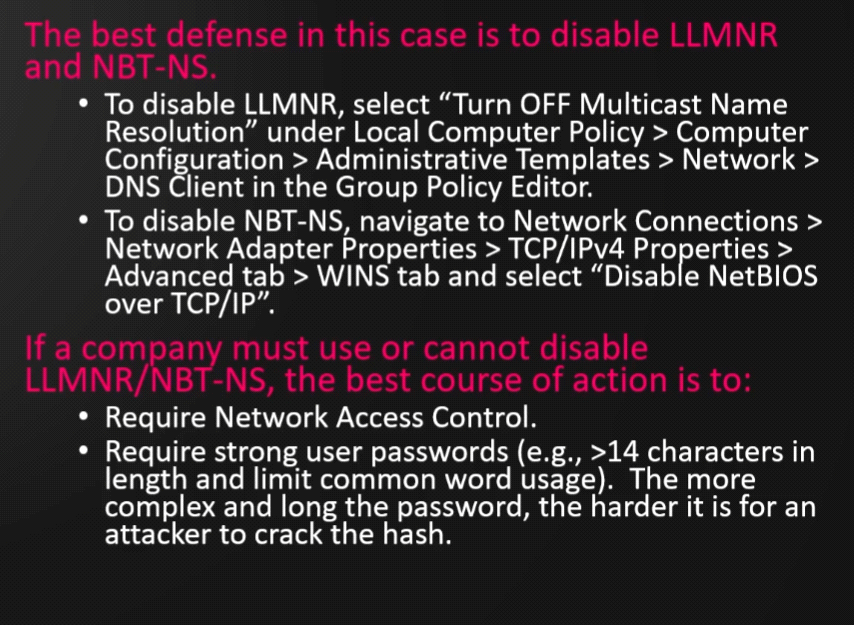 The best defense in this case is to disable LLMNR
and NBT-NS.
• To disable LLMNR, select “Turn OFF Multicast Name
Resolution” under Local Computer Policy > Computer
Configuration > Administrative Templates > Network >
DNS Client in the Group Policy Editor.
• To disable NBT-NS, navigate to Network Connections >
Network Adapter Properties > TCP/IPv4 Properties >
Advanced tab > WINS tab and select “Disable NetBIOS
over TCP/IP”.
If a company must use or cannot disable
LLMNR/NBT-NS, the best course of action is to:
• Require Network Access Control.
• Require strong user passwords (e.g., >14 characters in
length and limit common word usage).  The more
complex and long the password, the harder it is for an
attacker to crack the hash.